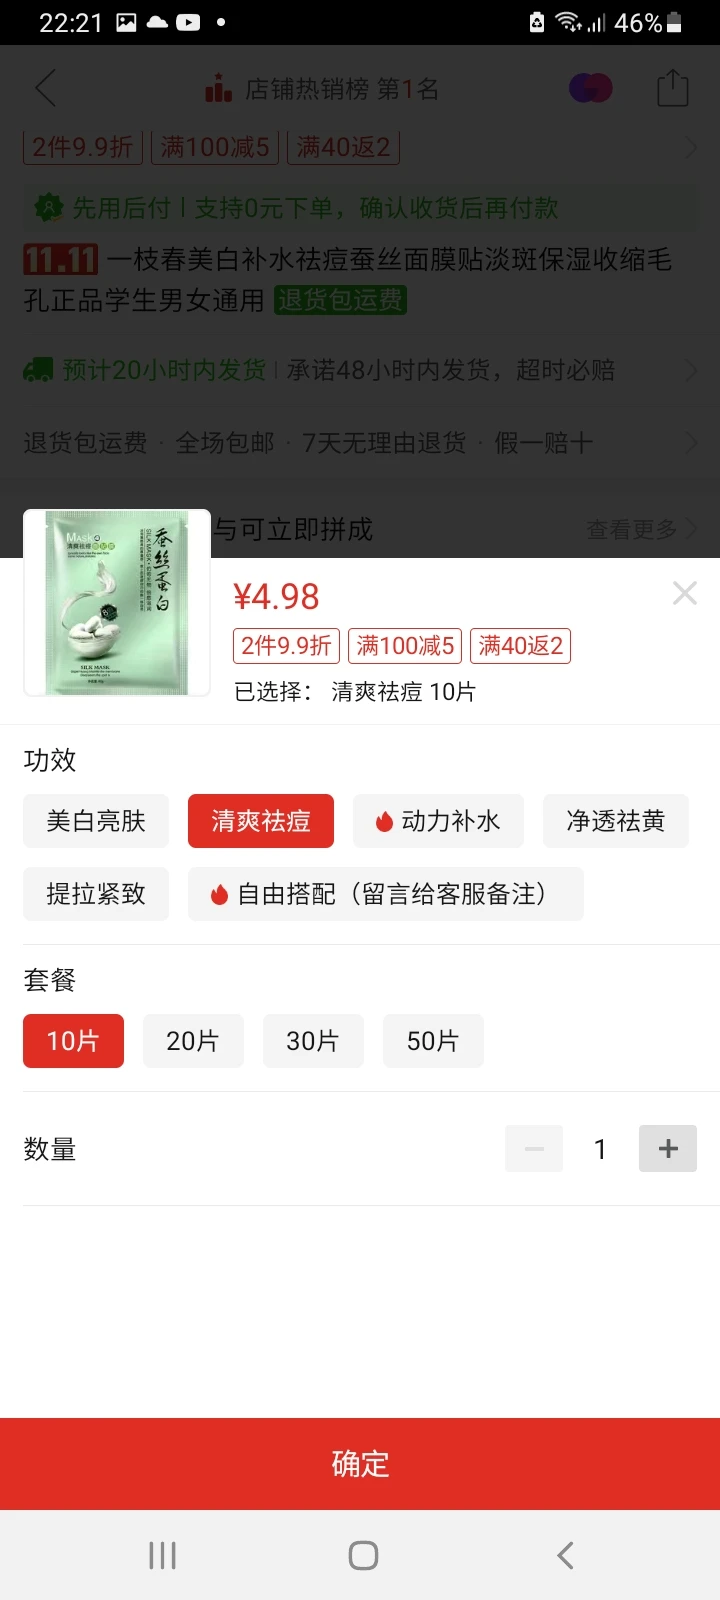 22:21
46%
店铺热销榜 第1名
2件9.9折 满100减5 满40返2
先用后付 | 支持0元下单，确认收货后再付款
11.11 一枝春美白补水祛痘蚕丝面膜贴淡斑保湿收缩毛
孔正品学生男女通用 退货包运费
预计20小时内发货 | 承诺48小时内发货，超时必赔
退货包运费 · 全场包邮 · 7天无理由退货 · 假一赔十
与可立即拼成 查看更多
MASK
清爽祛痘
蚕丝蛋白
SILK MASK
¥4.98
2件9.9折 满100减5 满40返2
已选择： 清爽祛痘 10片
功效
美白亮肤 清爽祛痘 动力补水 净透祛黄
提拉紧致 自由搭配（留言给客服备注）
套餐
10片 20片 30片 50片
数量 1
确定